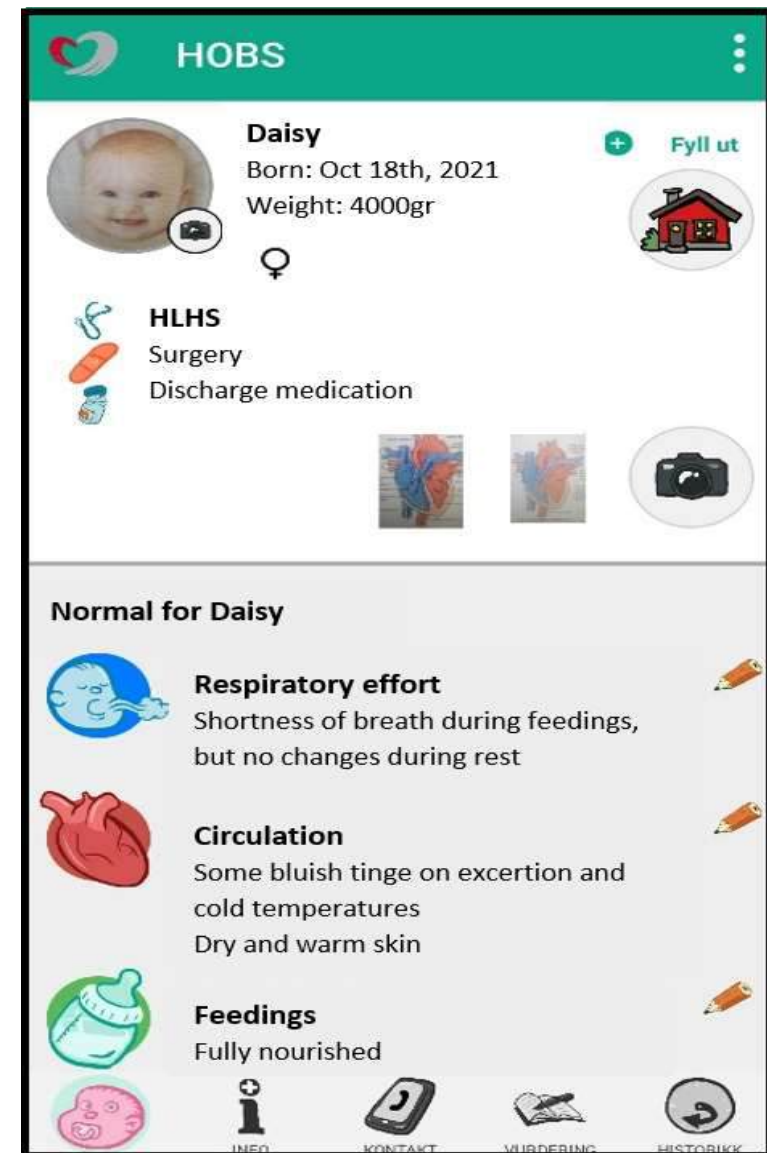 HOBS
Daisy
Born: Oct 18th, 2021
Weight: 4000gr
Fyll ut
HLHS
Surgery
Discharge medication
Normal for Daisy
Respiratory effort
Shortness of breath during feedings,
but no changes during rest
Circulation
Some bluish tinge on excertion and
cold temperatures
Dry and warm skin
Feedings
Fully nourished
INFO
KONTAKT
VURDERING
HISTORIKK